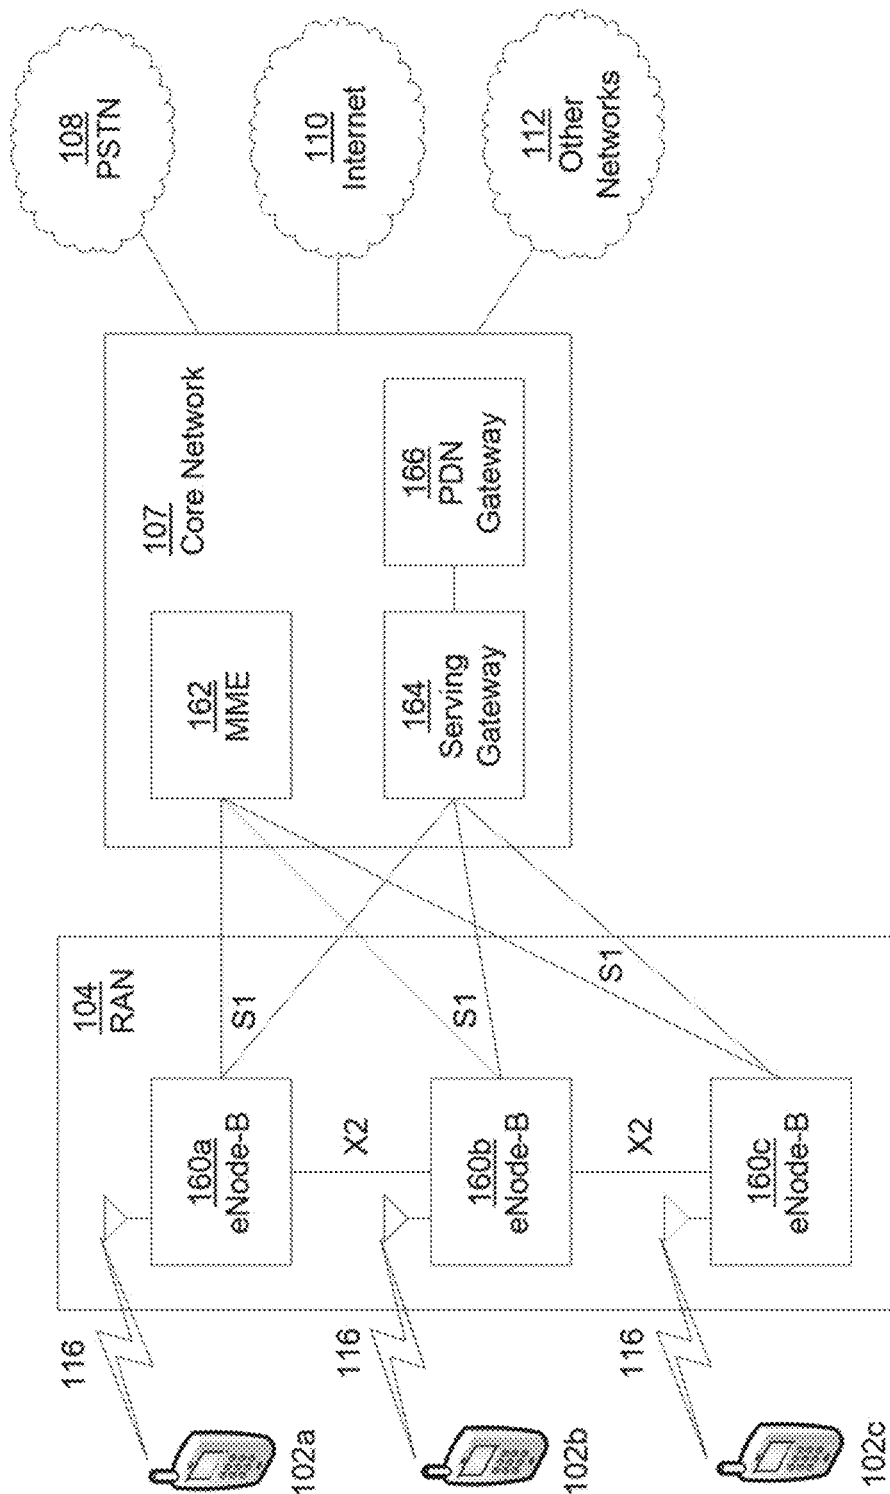 102a
102b
102c
116
116
116
104
RAN
160a
eNode-B
160b
eNode-B
160c
eNode-B
X2
X2
S1
S1
S1
107
Core Network
162
MME
164
Serving
Gateway
166
PDN
Gateway
108
PSTN
110
Internet
112
Other
Networks